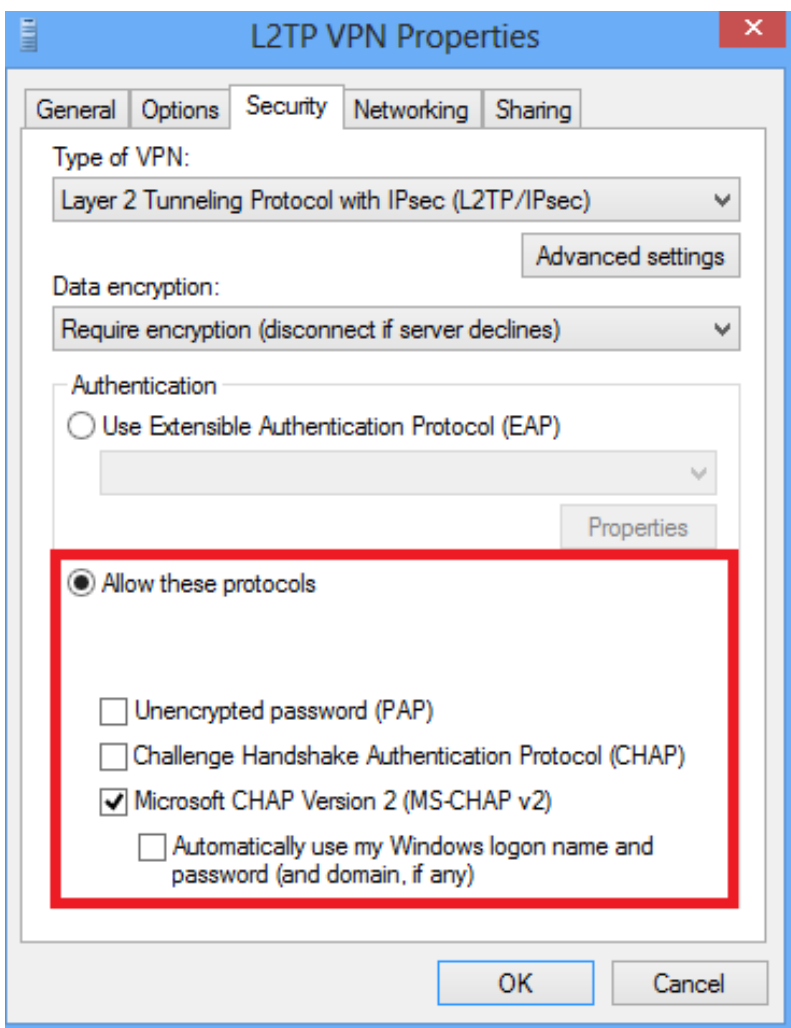 L2TP VPN Properties
General Options Security Networking Sharing
Type of VPN:
Layer 2 Tunneling Protocol with IPsec (L2TP/IPsec)
Advanced settings
Data encryption:
Require encryption (disconnect if server declines)
Authentication
Use Extensible Authentication Protocol (EAP)
Properties
Allow these protocols
Unencrypted password (PAP)
Challenge Handshake Authentication Protocol (CHAP)
Microsoft CHAP Version 2 (MS-CHAP v2)
Automatically use my Windows logon name and
password (and domain, if any)
OK Cancel